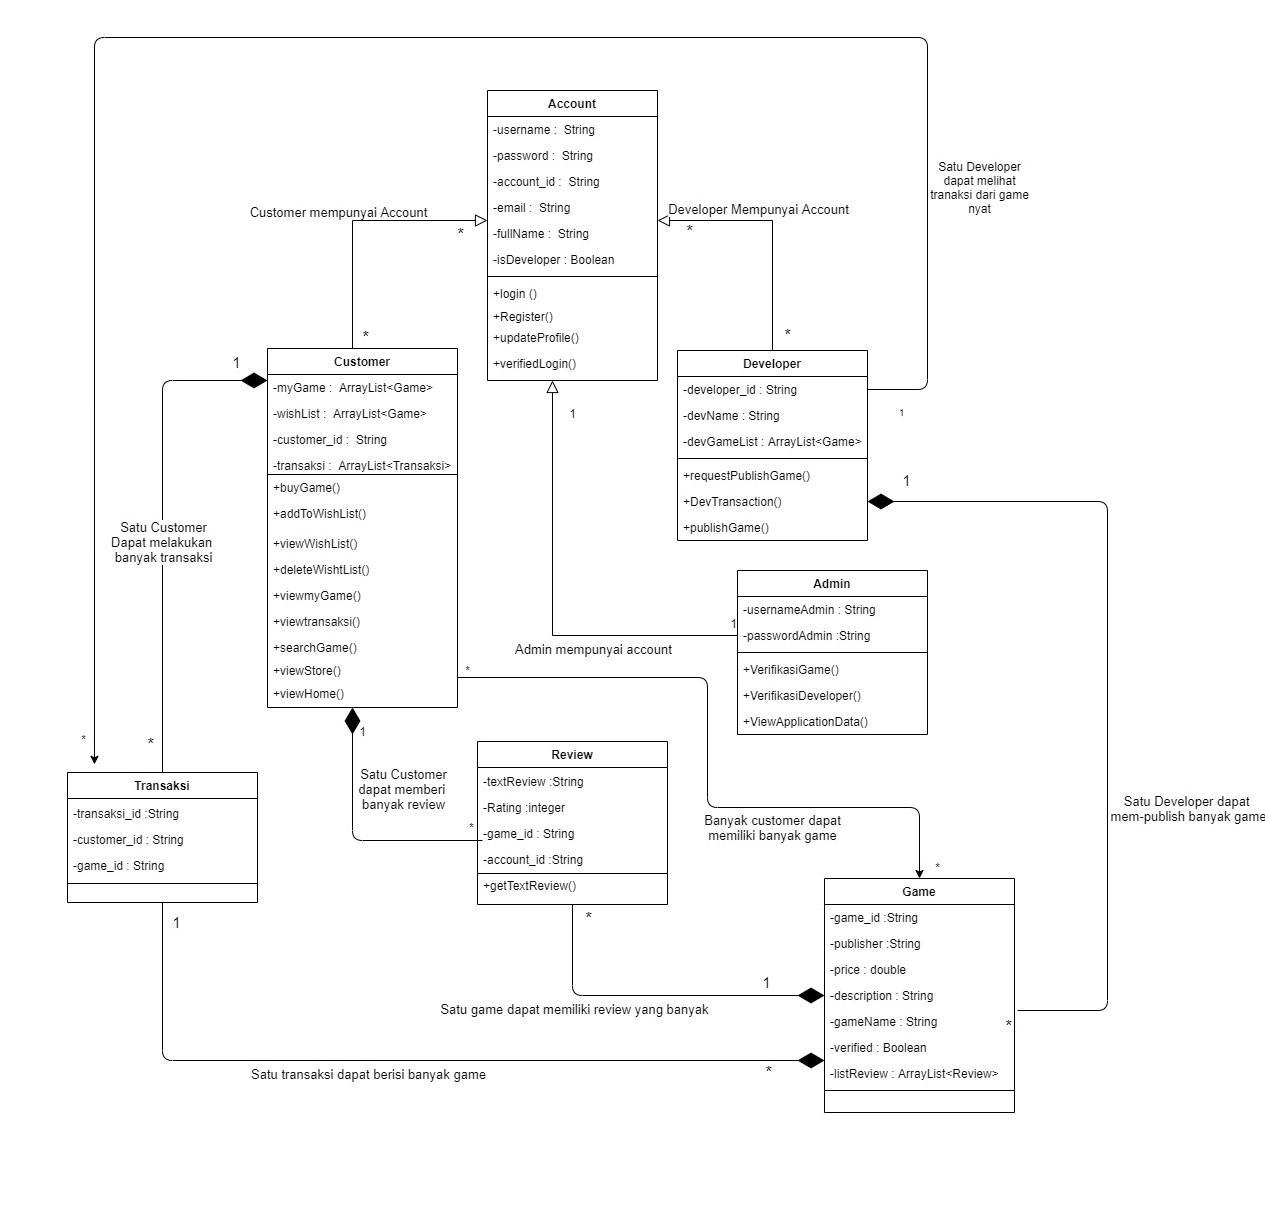 Account
-username :  String
-password :  String
-account_id :  String
-email :  String
-fullName :  String
-isDeveloper : Boolean
+login ()
+Register()
+updateProfile()
+verifiedLogin()
Customer mempunyai Account
*
*
Developer Mempunyai Account
*
*
Satu Developer
dapat melihat
tranaksi dari game
nyat
1
Customer
-myGame :  ArrayList<Game>
-wishList :  ArrayList<Game>
-customer_id :  String
-transaksi :  ArrayList<Transaksi>
+buyGame()
+addToWishList()
+viewWishList()
+deleteWishtList()
+viewmyGame()
+viewtransaksi()
+searchGame()
+viewStore()
+viewHome()
Developer
-developer_id : String
-devName : String
-devGameList : ArrayList<Game>
+requestPublishGame()
+DevTransaction()
+publishGame()
1
1
1
Satu Customer
Dapat melakukan
banyak transaksi
Admin
-usernameAdmin : String
-passwordAdmin :String
+VerifikasiGame()
+VerifikasiDeveloper()
+ViewApplicationData()
1
Admin mempunyai account
*
*
*
1
Satu Customer
dapat memberi
banyak review
*
Review
-textReview :String
-Rating :integer
-game_id : String
-account_id :String
+getTextReview()
Transaksi
-transaksi_id :String
-customer_id : String
-game_id : String
Banyak customer dapat
memiliki banyak game
*
Satu Developer dapat
mem-publish banyak game
Game
-game_id :String
-publisher :String
-price : double
-description : String
-gameName : String
-verified : Boolean
-listReview : ArrayList<Review>
*
1
*
1
Satu game dapat memiliki review yang banyak
*
Satu transaksi dapat berisi banyak game